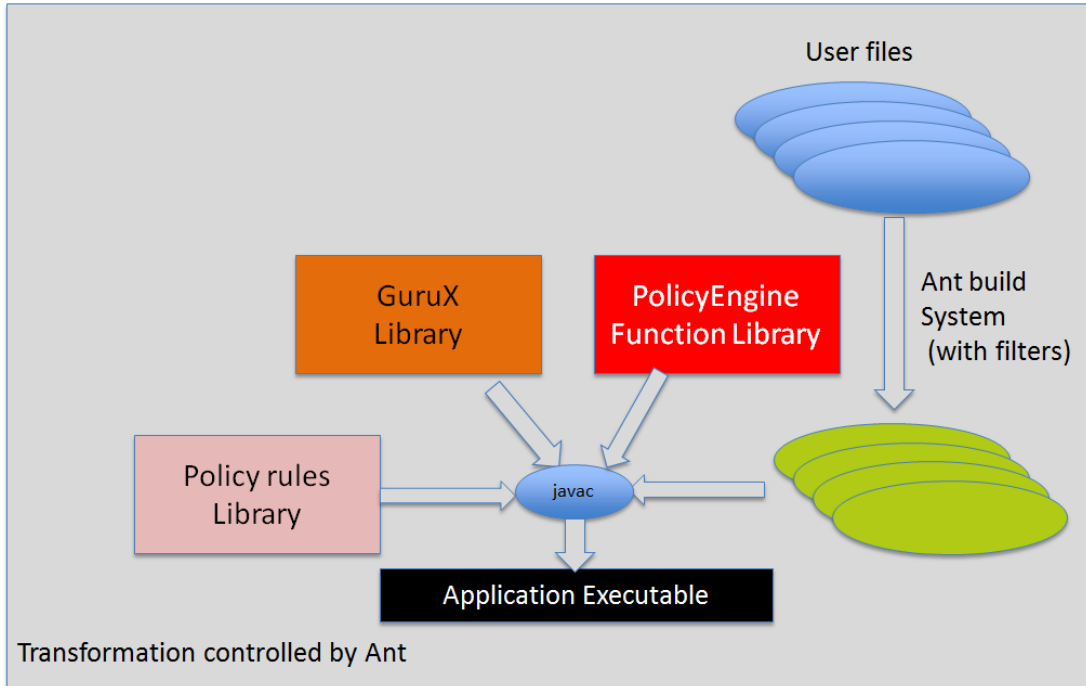 User files
GuruX
Library
PolicyEngine
Function Library
Ant build
System
(with filters)
Policy rules
Library
javac
Application Executable
Transformation controlled by Ant